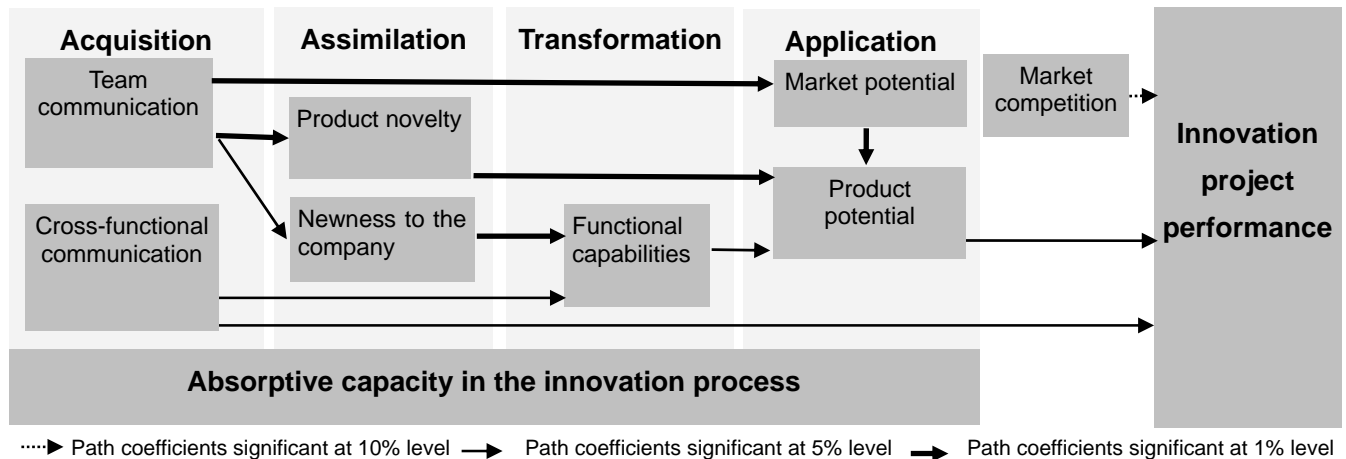 Acquisition
Assimilation
Transformation
Application
Team
communication
Product novelty
Market potential
Market
competition
Innovation
project
performance
Cross-functional
communication
Newness to the
company
Functional
capabilities
Product
potential
Absorptive capacity in the innovation process
Path coefficients significant at 10% level
Path coefficients significant at 5% level
Path coefficients significant at 1% level